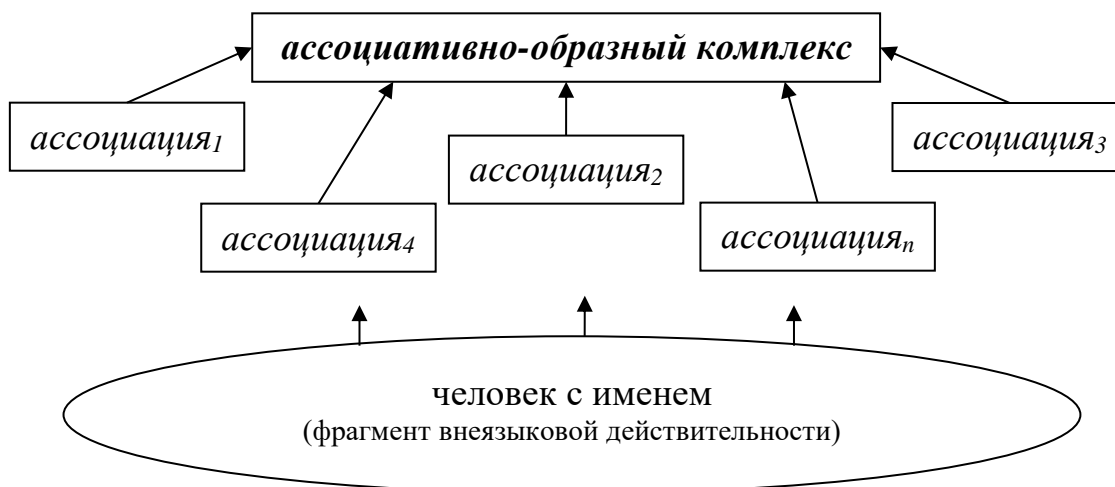 ассоциативно-образный комплекс
ассоциация1
ассоциация3
ассоциация2
ассоциация4
ассоциацияn
человек с именем
(фрагмент внеязыковой действительности)